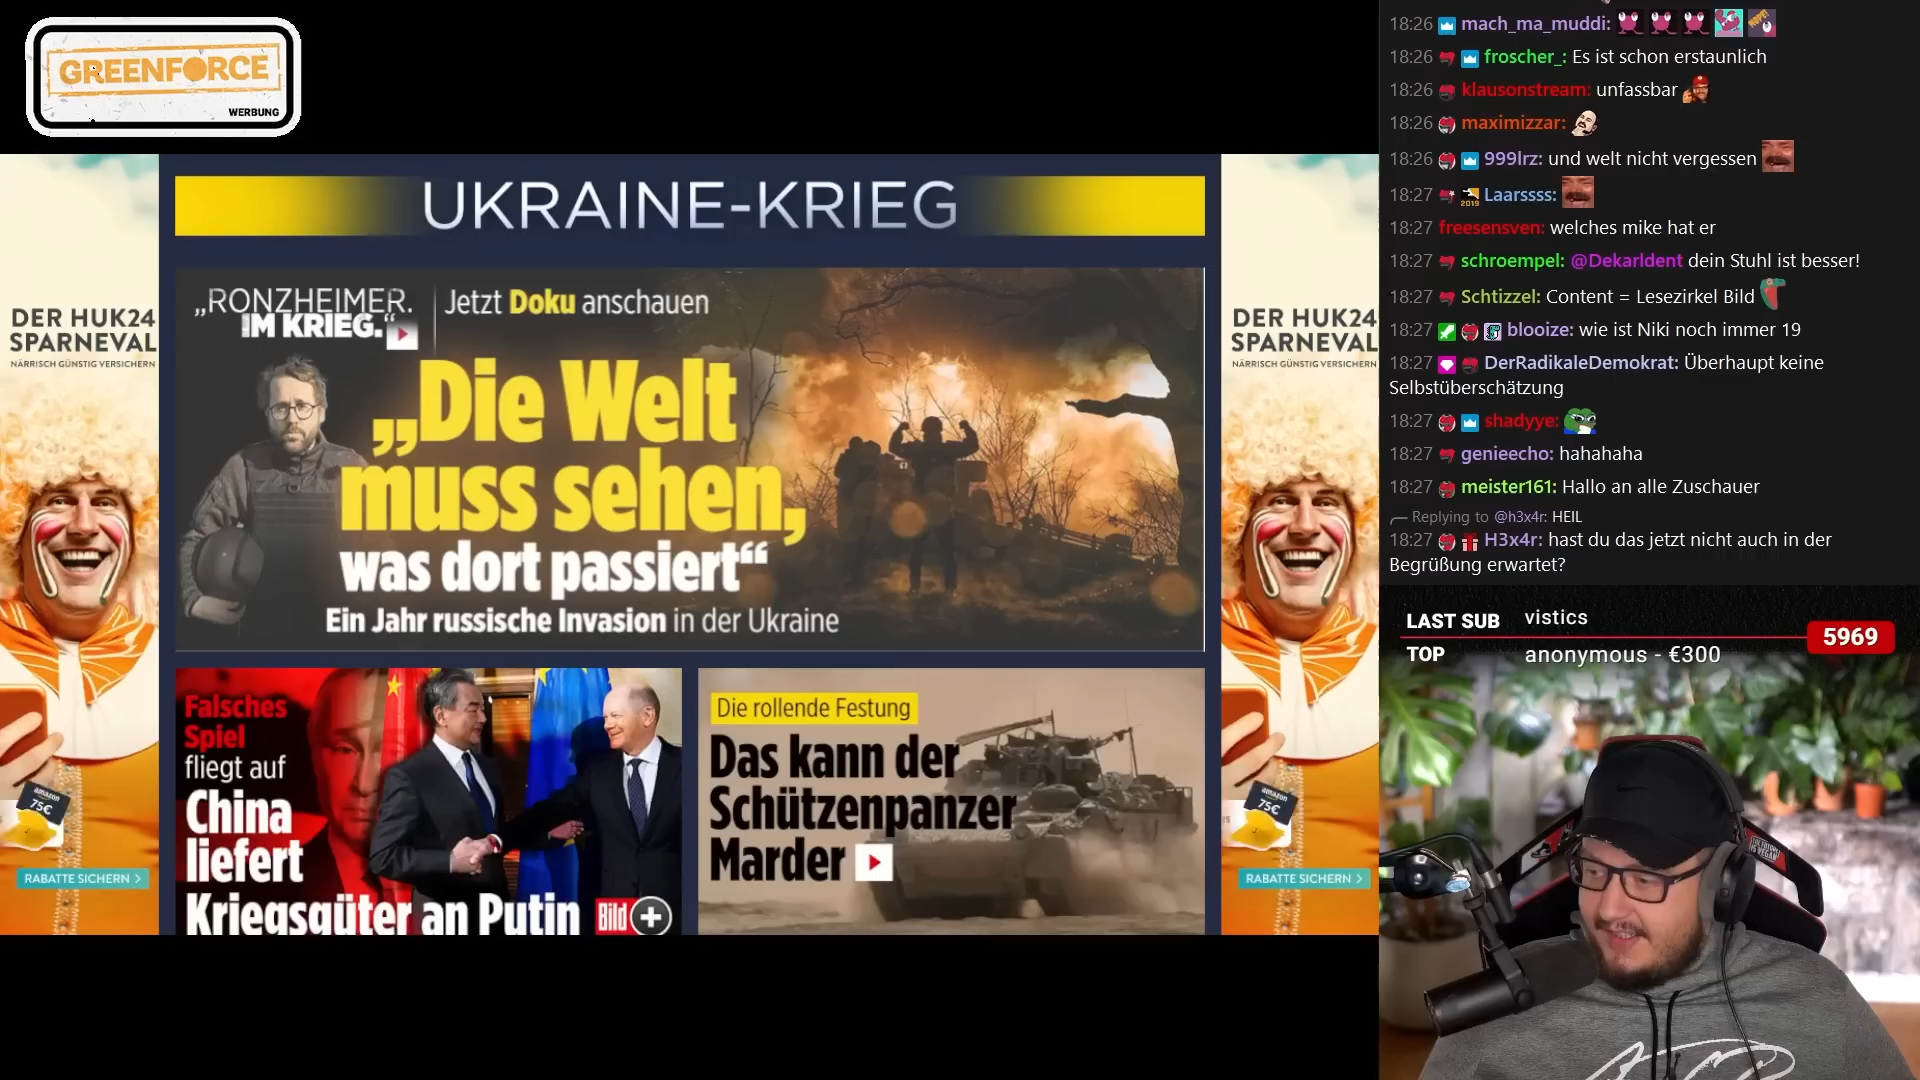 GREENFORCE
WERBUNG
DER HUK24
SPARNEVAL
NÄRRISCH GÜNSTIG VERSICHERN
amazon
75€
RABATTE SICHERN >
UKRAINE-KRIEG
„RONZHEIMER.
IM KRIEG.“
Jetzt Doku anschauen
„Die Welt
muss sehen,
was dort passiert“
Ein Jahr russische Invasion in der Ukraine
Falsches
Spiel
fliegt auf
China
liefert
Kriegsgüter an Putin
Bild +
Die rollende Festung
Das kann der
Schützenpanzer
Marder
DER HUK24
SPARNEVAL
NÄRRISCH GÜNSTIG VERSICHERN
amazon
75€
RABATTE SICHERN >
18:26 mach_ma_muddi:
18:26 froscher_: Es ist schon erstaunlich
18:26 klausonstream: unfassbar
18:26 maximizzar:
18:26 999lrz: und welt nicht vergessen
18:27 2019 Laarssss:
18:27 freesensven: welches mike hat er
18:27 schroempel: @Dekarldent dein Stuhl ist besser!
18:27 Schtizzel: Content = Lesezirkel Bild
18:27 blooize: wie ist Niki noch immer 19
18:27 DerRadikaleDemokrat: Überhaupt keine
Selbstüberschätzung
18:27 shadyye:
18:27 genieecho: hahahaha
18:27 meister161: Hallo an alle Zuschauer
Replying to @h3x4r: HEIL
18:27 H3x4r: hast du das jetzt nicht auch in der
Begrüßung erwartet?
LAST SUB vistics
5969
TOP anonymous - €300